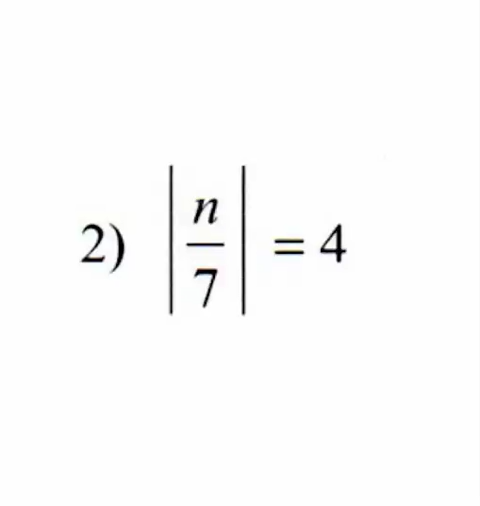 2) |n/7| = 4